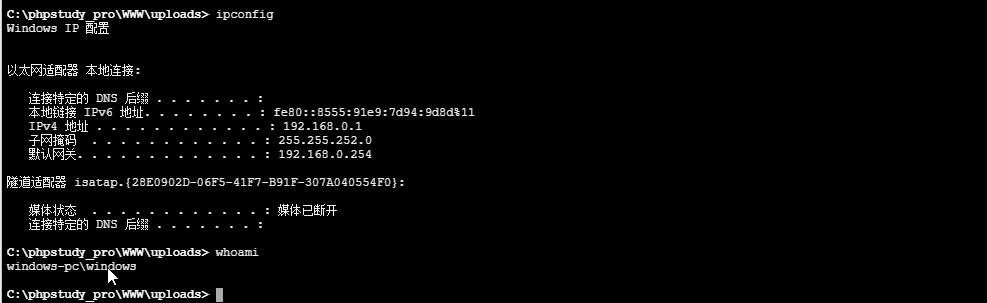 C:\phpstudy_pro\WWW\uploads> ipconfig
Windows IP 配置
以太网适配器 本地连接:
连接特定的 DNS 后缀 . . . . . . . :
本地链接 IPv6 地址. . . . . . . . : fe80::8555:91e9:7d94:9d8d%11
IPv4 地址 . . . . . . . . . . . . : 192.168.0.1
子网掩码  . . . . . . . . . . . . : 255.255.252.0
默认网关. . . . . . . . . . . . . : 192.168.0.254
隧道适配器 isatap.{28E0902D-06F5-41F7-B91F-307A040554F0}:
媒体状态  . . . . . . . . . . . . : 媒体已断开
连接特定的 DNS 后缀 . . . . . . . :
C:\phpstudy_pro\WWW\uploads> whoami
windows-pc\windows
C:\phpstudy_pro\WWW\uploads>